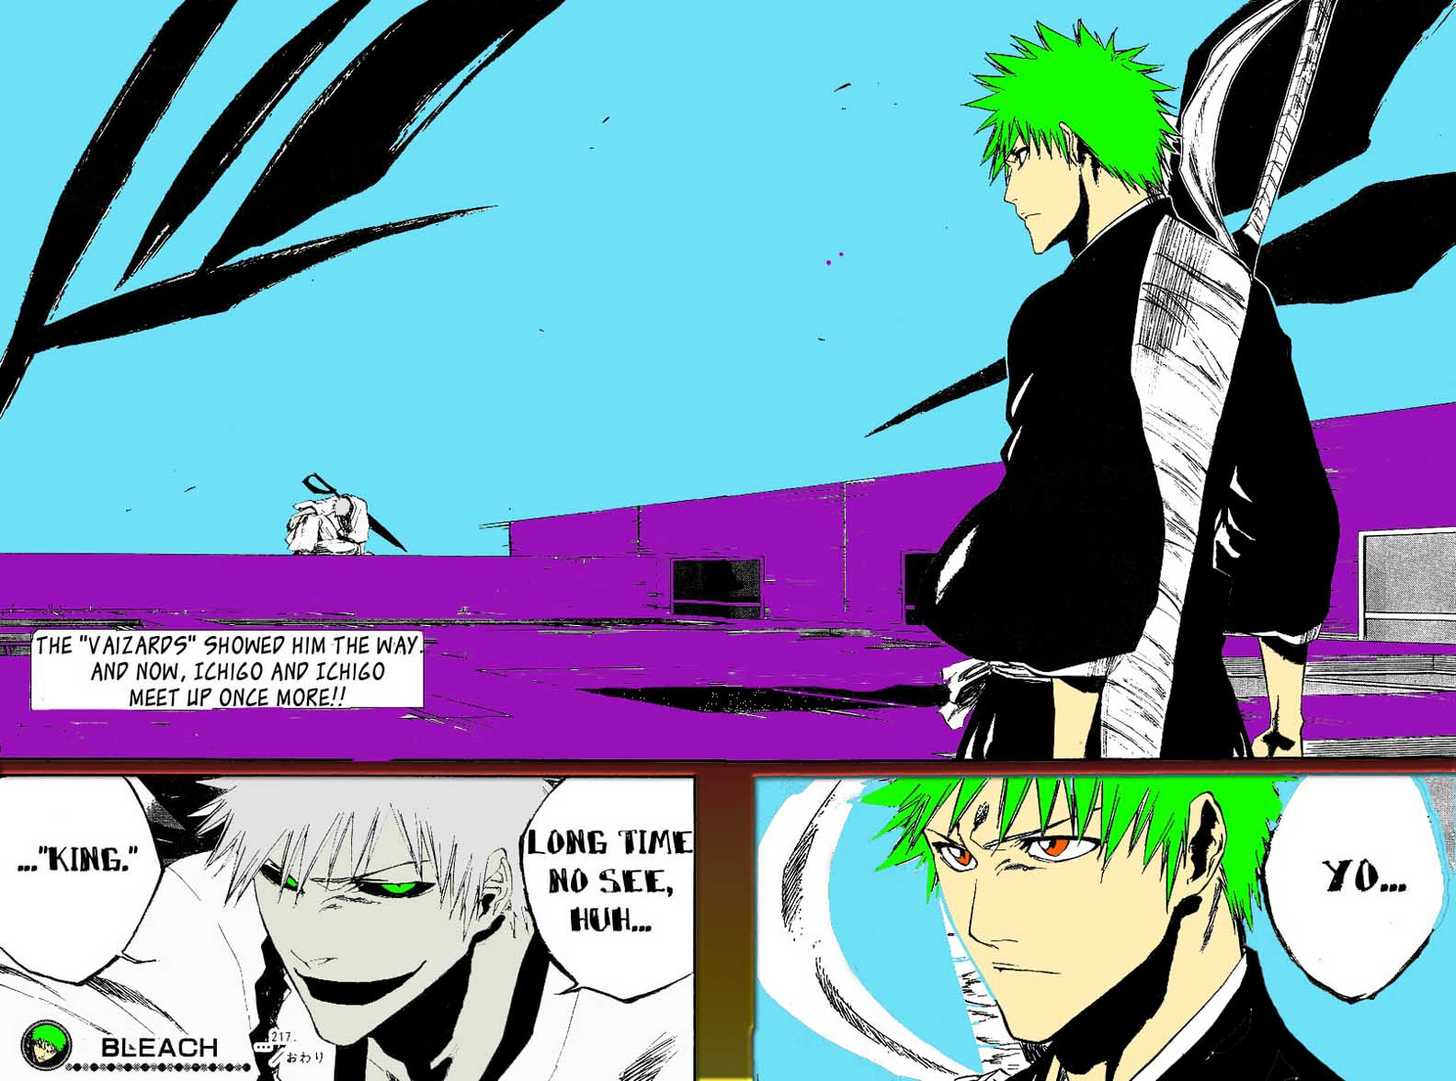 THE "VAIZARDS" SHOWED HIM THE WAY.
AND NOW, ICHIGO AND ICHIGO
MEET UP ONCE MORE!!
YO...
LONG TIME
NO SEE,
HUH...
..."KING."
BLEACH
217.
おわり